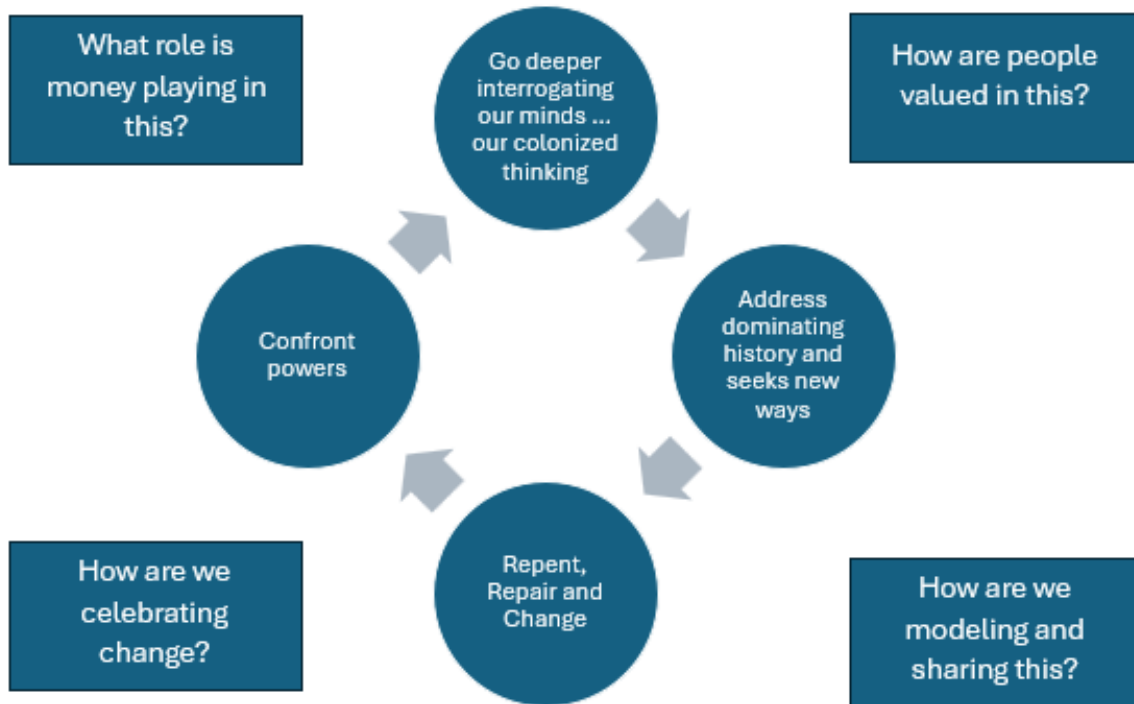 What role is
money playing in
this?
Go deeper
interrogating
our minds ...
our colonized
thinking
How are people
valued in this?
Confront
powers
Address
dominating
history and
seeks new
ways
Repent,
Repair and
Change
How are we
celebrating
change?
How are we
modeling and
sharing this?